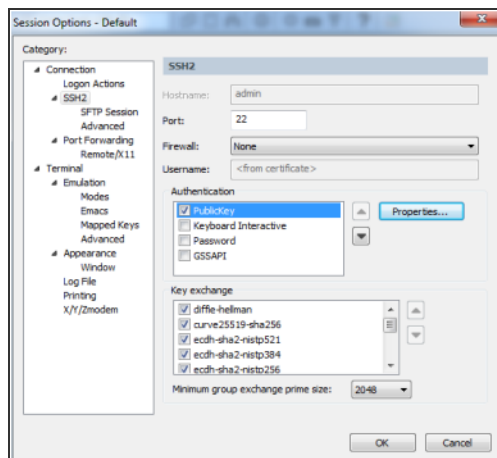 Session Options - Default
Category:
Connection
Logon Actions
SSH2
SFTP Session
Advanced
Port Forwarding
Remote/X11
Terminal
Emulation
Modes
Emacs
Mapped Keys
Advanced
Appearance
Window
Log File
Printing
X/Y/Zmodem
SSH2
Hostname: admin
Port: 22
Firewall: None
Username: <from certificate>
Authentication
PublicKey
Properties...
Keyboard Interactive
Password
GSSAPI
Key exchange
diffie-hellman
curve25519-sha256
ecdh-sha2-nistp521
ecdh-sha2-nistp384
ecdh-sha2-nistp256
Minimum group exchange prime size: 2048
OK Cancel